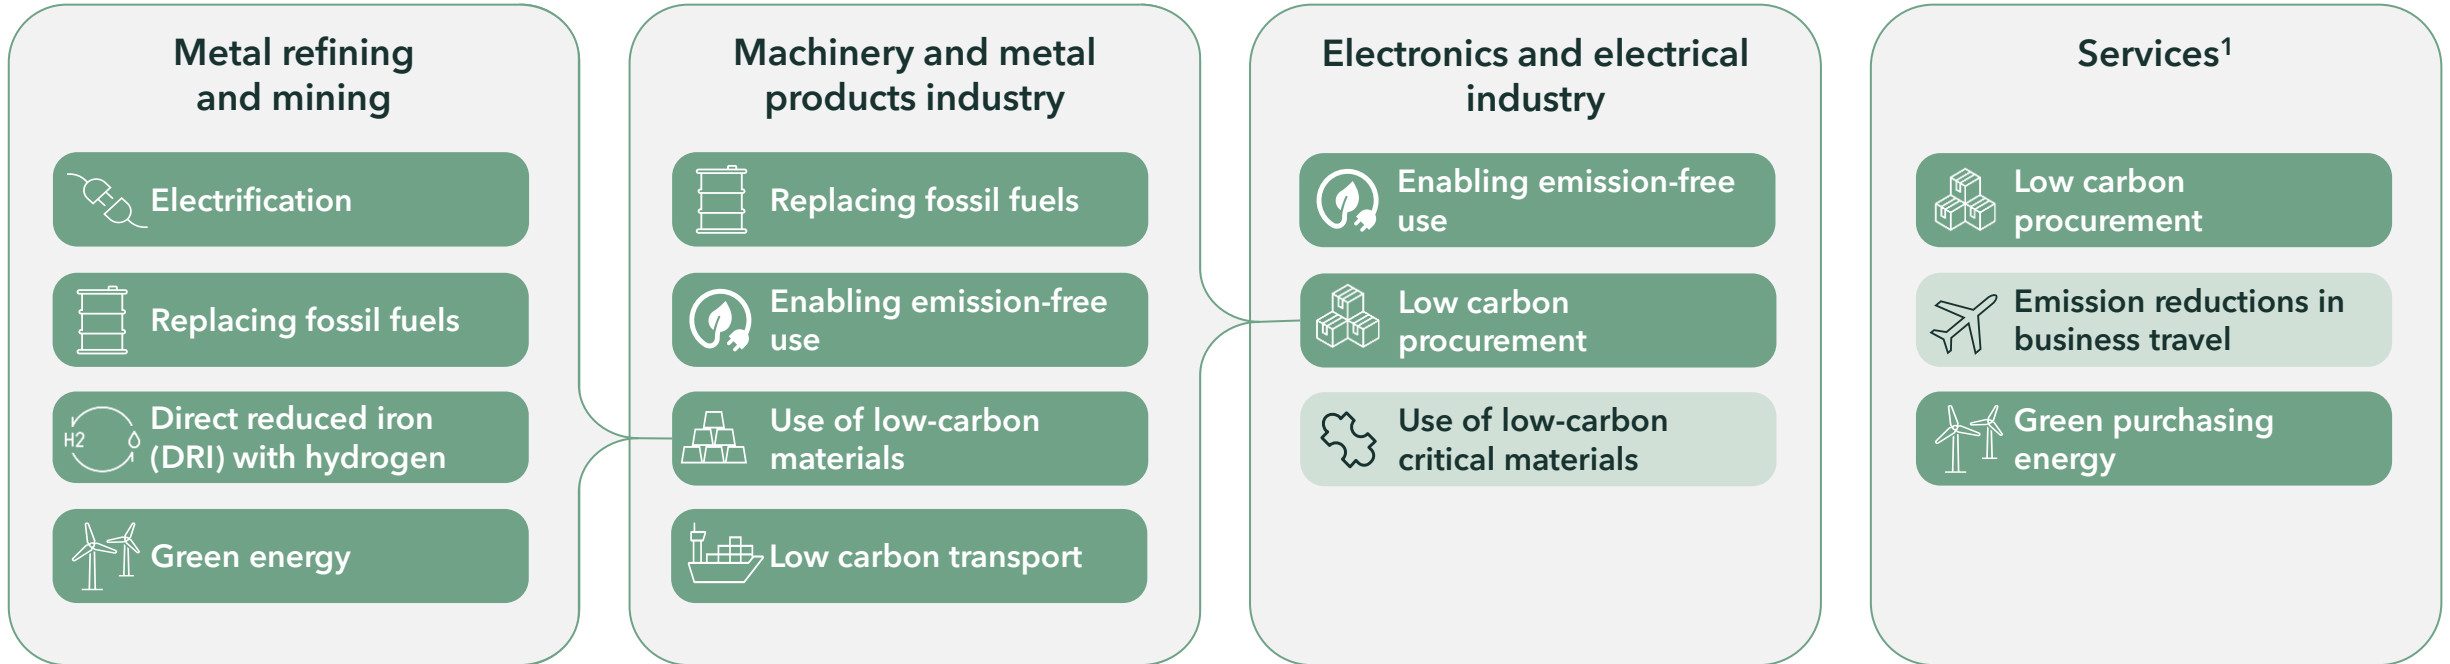 Metal refining
and mining
Electrification
Replacing fossil fuels
H2
Direct reduced iron
(DRI) with hydrogen
Green energy
Machinery and metal
products industry
Replacing fossil fuels
Enabling emission-free
use
Use of low-carbon
materials
Low carbon transport
Electronics and electrical
industry
Enabling emission-free
use
Low carbon
procurement
Use of low-carbon
critical materials
Services¹
Low carbon
procurement
Emission reductions in
business travel
Green purchasing
energy